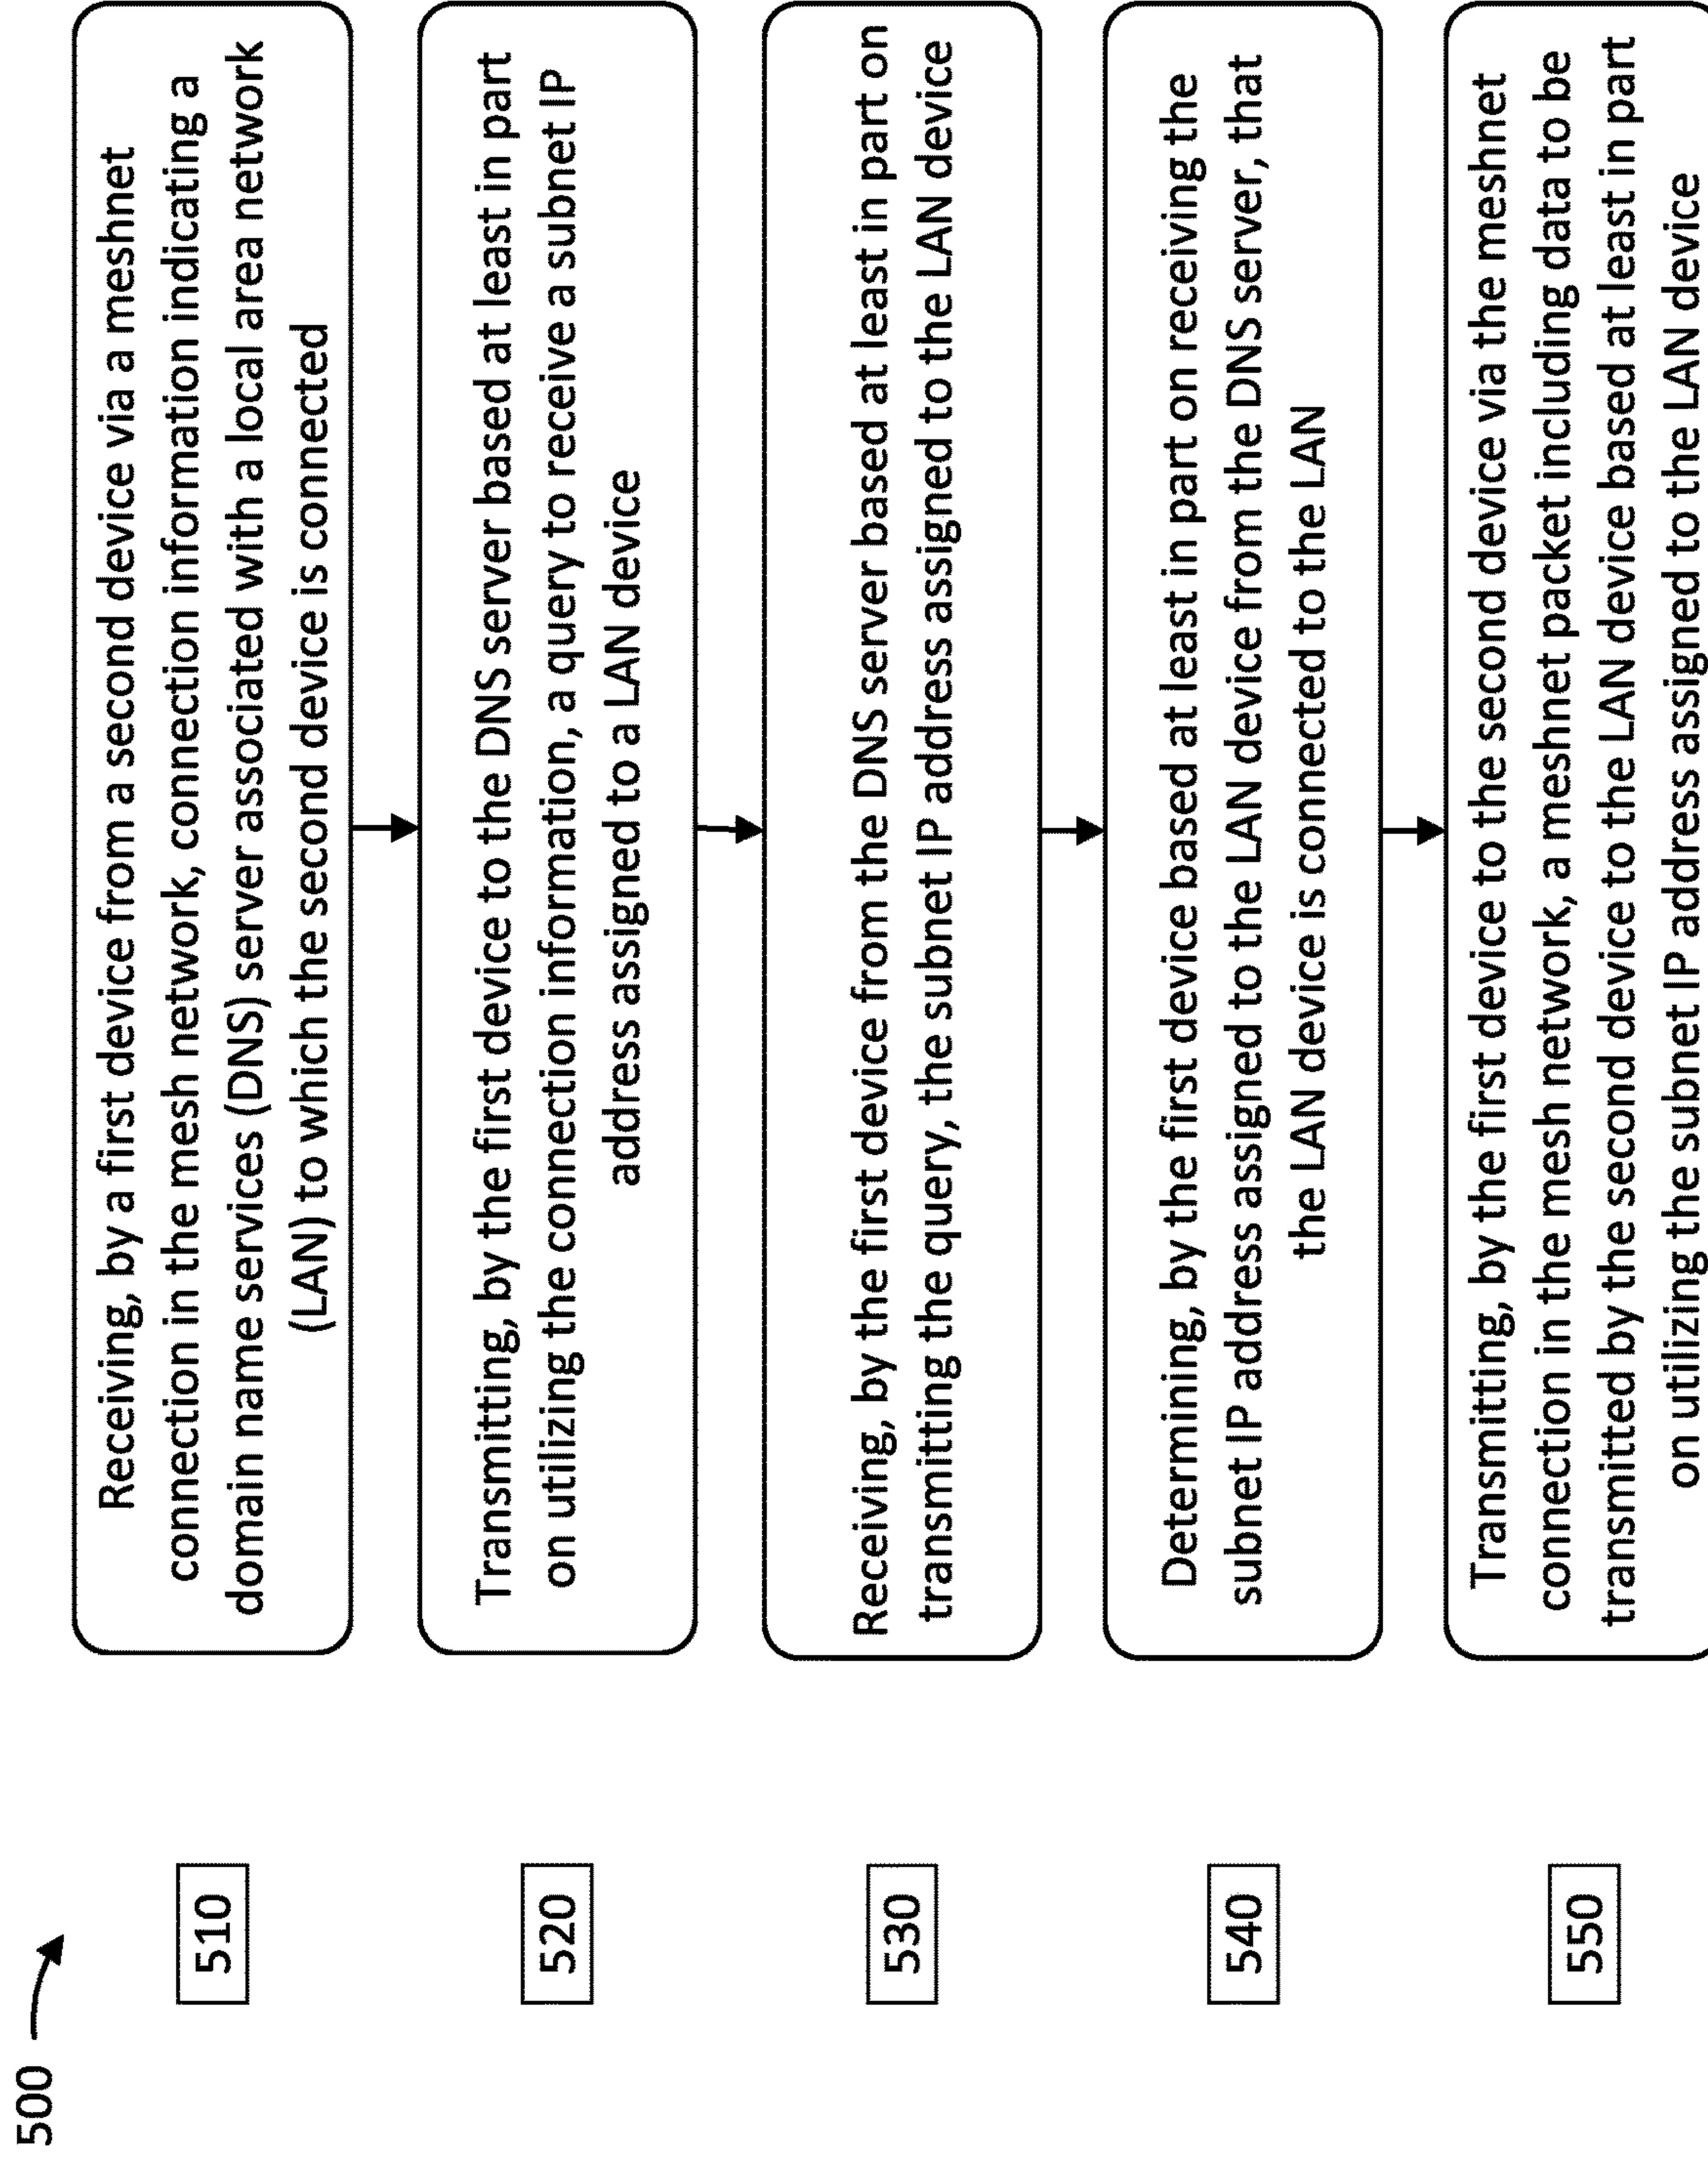 500
510
Receiving, by a first device from a second device via a meshnet
connection in the mesh network, connection information indicating a
domain name services (DNS) server associated with a local area network
(LAN) to which the second device is connected
520
Transmitting, by the first device to the DNS server based at least in part
on utilizing the connection information, a query to receive a subnet IP
address assigned to a LAN device
530
Receiving, by the first device from the DNS server based at least in part on
transmitting the query, the subnet IP address assigned to the LAN device
540
Determining, by the first device based at least in part on receiving the
subnet IP address assigned to the LAN device from the DNS server, that
the LAN device is connected to the LAN
550
Transmitting, by the first device to the second device via the meshnet
connection in the mesh network, a meshnet packet including data to be
transmitted by the second device to the LAN device based at least in part
on utilizing the subnet IP address assigned to the LAN device